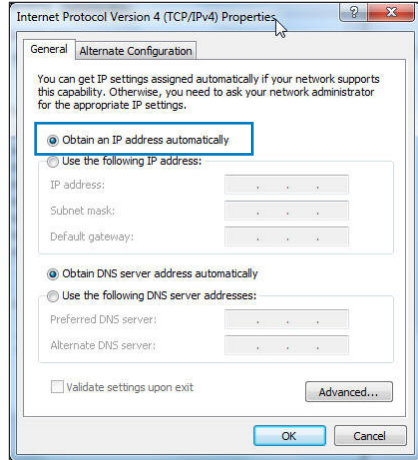 Internet Protocol Version 4 (TCP/IPv4) Properties
General
Alternate Configuration
You can get IP settings assigned automatically if your network supports
this capability. Otherwise, you need to ask your network administrator
for the appropriate IP settings.
Obtain an IP address automatically
Use the following IP address:
IP address:
Subnet mask:
Default gateway:
Obtain DNS server address automatically
Use the following DNS server addresses:
Preferred DNS server:
Alternate DNS server:
Validate settings upon exit
Advanced...
OK
Cancel